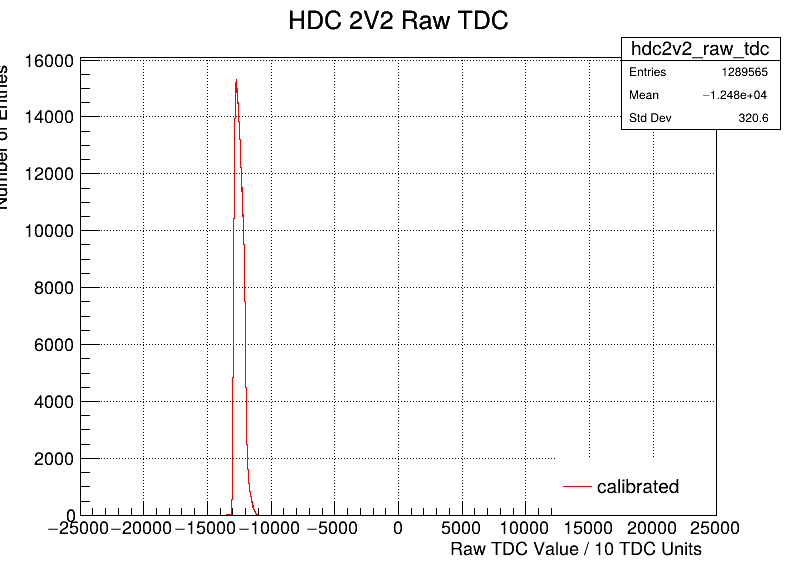 HDC 2V2 Raw TDC
hdc2v2_raw_tdc
Entries 1289565
Mean −1.248e+04
Std Dev 320.6
Number of Entries
16000
14000
12000
10000
8000
6000
4000
2000
0
−25000 −20000 −15000 −10000 −5000 0 5000 10000 15000 20000 25000
calibrated
Raw TDC Value / 10 TDC Units